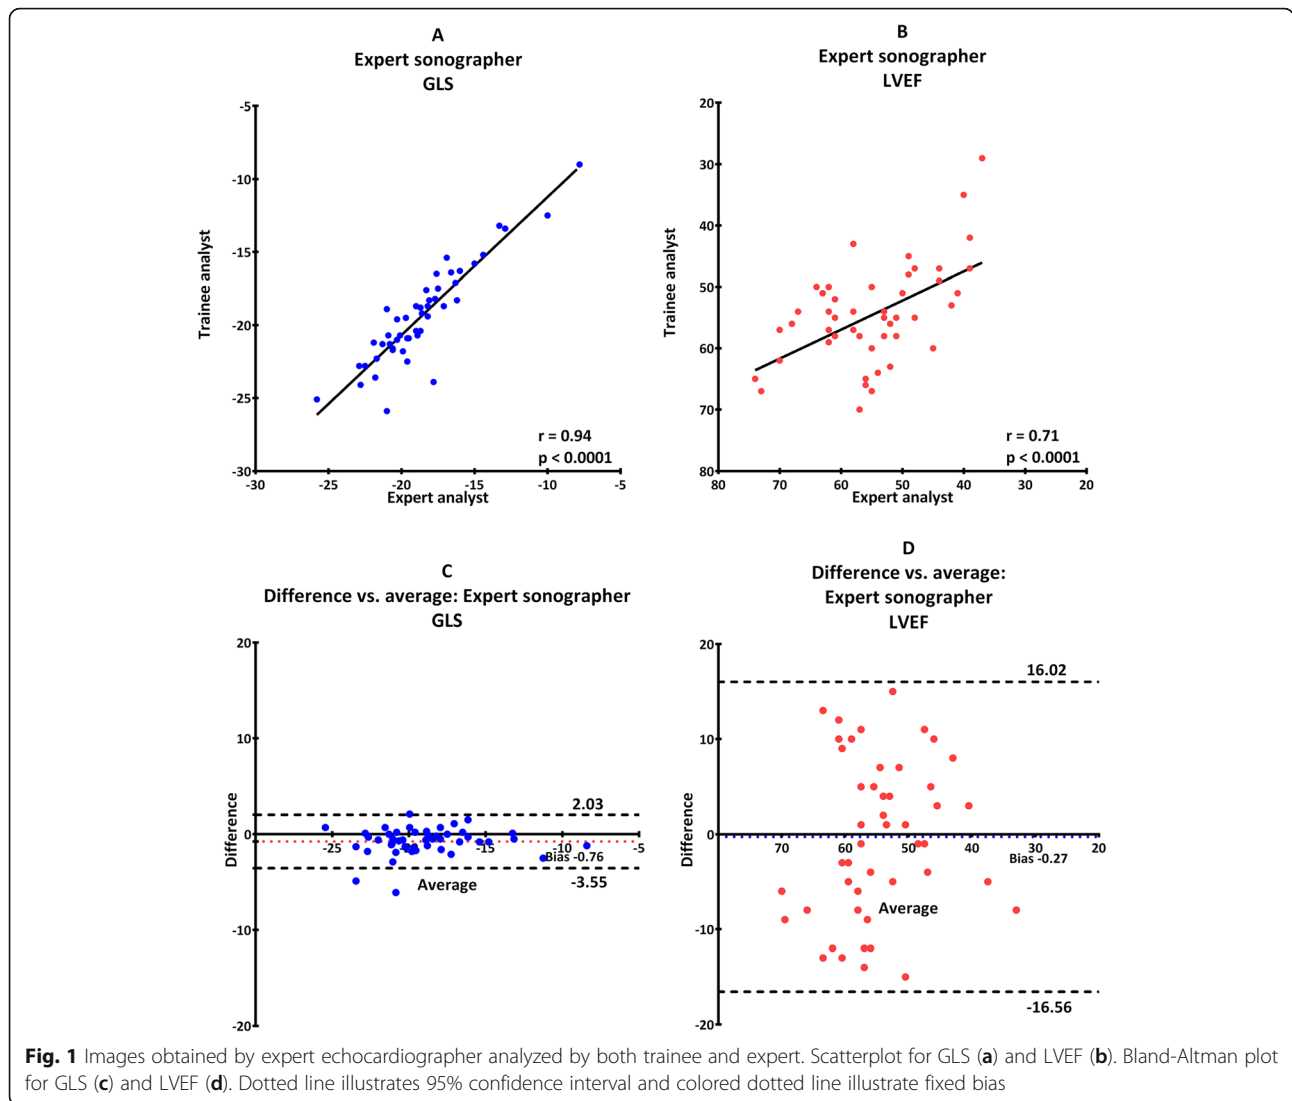 A
Expert sonographer
GLS
-5
-10
-15
-20
-25
-30
Trainee analyst
r = 0.94
p < 0.0001
-30 -25 -20 -15 -10 -5
Expert analyst
B
Expert sonographer
LVEF
20
30
40
50
60
70
80
Trainee analyst
r = 0.71
p < 0.0001
80 70 60 50 40 30 20
Expert analyst
C
Difference vs. average: Expert sonographer
GLS
20
10
0
-10
-20
Difference
2.03
-25 -20 -15 -10 -5
Bias -0.76
-3.55
Average
D
Difference vs. average:
Expert sonographer
LVEF
20
10
0
-10
-20
Difference
16.02
70 60 50 40 30 20
Bias -0.27
Average
-16.56
Fig. 1 Images obtained by expert echocardiographer analyzed by both trainee and expert. Scatterplot for GLS (a) and LVEF (b). Bland-Altman plot
for GLS (c) and LVEF (d). Dotted line illustrates 95% confidence interval and colored dotted line illustrate fixed bias